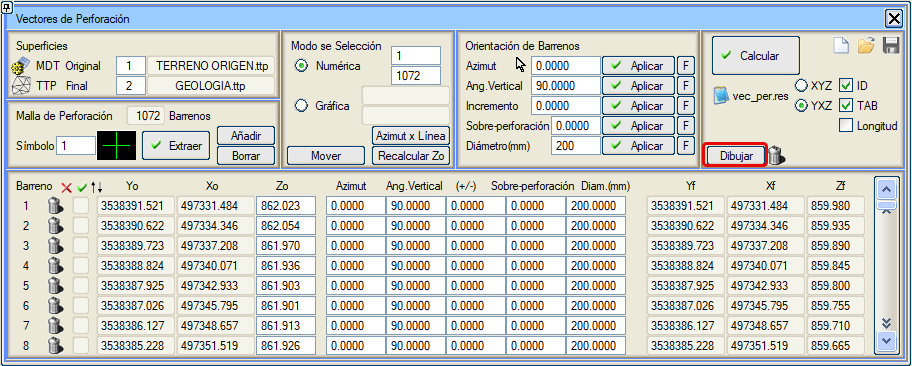 Vectores de Perforación
Superficies
MDT Original 1 TERRENO ORIGEN.ttp
TTP Final 2 GEOLOGIA.ttp
Malla de Perforación 1072 Barrenos
Símbolo 1 Extraer Añadir
Borrar
Modo se Selección
Numérica 1
1072
Gráfica
Azimut x Línea
Mover Recalcular Zo
Orientación de Barrenos
Azimut 0.0000 Aplicar F
Ang.Vertical 90.0000 Aplicar F
Incremento 0.0000 Aplicar F
Sobre-perforación 0.0000 Aplicar F
Diámetro(mm) 200 Aplicar F
Calcular
vec_per.res XYZ ID
YXZ TAB
Longitud
Dibujar
Barreno Yo Xo Zo Azimut Ang.Vertical (+/-) Sobre-perforación Diam.(mm) Yf Xf Zf
1 3538391.521 497331.484 862.023 0.0000 90.0000 0.0000 0.0000 200.0000 3538391.521 497331.484 859.980
2 3538390.622 497334.346 862.054 0.0000 90.0000 0.0000 0.0000 200.0000 3538390.622 497334.346 859.935
3 3538389.723 497337.208 861.970 0.0000 90.0000 0.0000 0.0000 200.0000 3538389.723 497337.208 859.890
4 3538388.824 497340.071 861.936 0.0000 90.0000 0.0000 0.0000 200.0000 3538388.824 497340.071 859.845
5 3538387.925 497342.933 861.903 0.0000 90.0000 0.0000 0.0000 200.0000 3538387.925 497342.933 859.800
6 3538387.026 497345.795 861.901 0.0000 90.0000 0.0000 0.0000 200.0000 3538387.026 497345.795 859.755
7 3538386.127 497348.657 861.913 0.0000 90.0000 0.0000 0.0000 200.0000 3538386.127 497348.657 859.710
8 3538385.228 497351.519 861.926 0.0000 90.0000 0.0000 0.0000 200.0000 3538385.228 497351.519 859.665